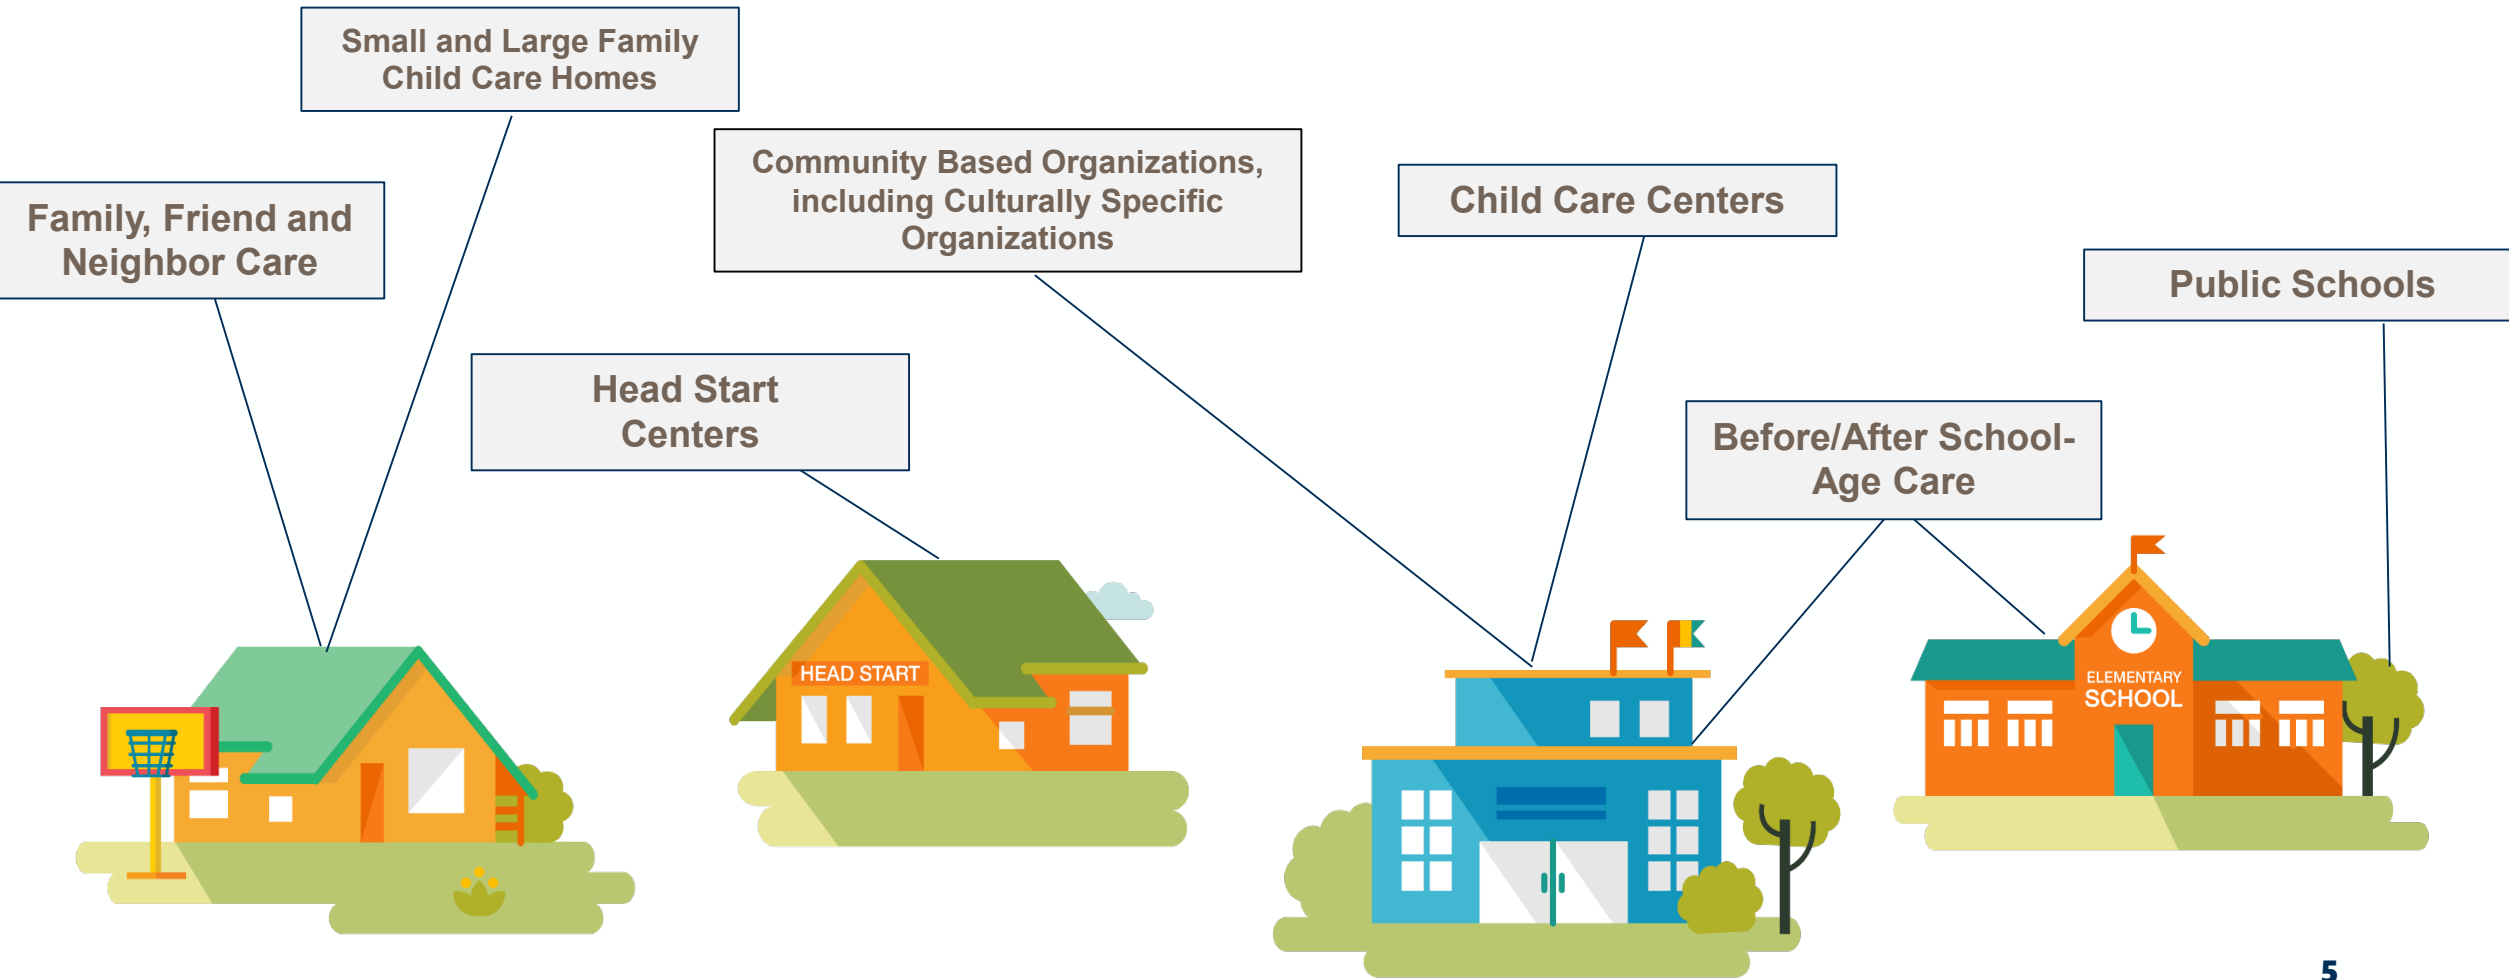 Small and Large Family
Child Care Homes
Family, Friend and
Neighbor Care
Community Based Organizations,
including Culturally Specific
Organizations
Child Care Centers
Public Schools
Head Start
Centers
Before/After School-
Age Care
HEAD START
ELEMENTARY
SCHOOL
5